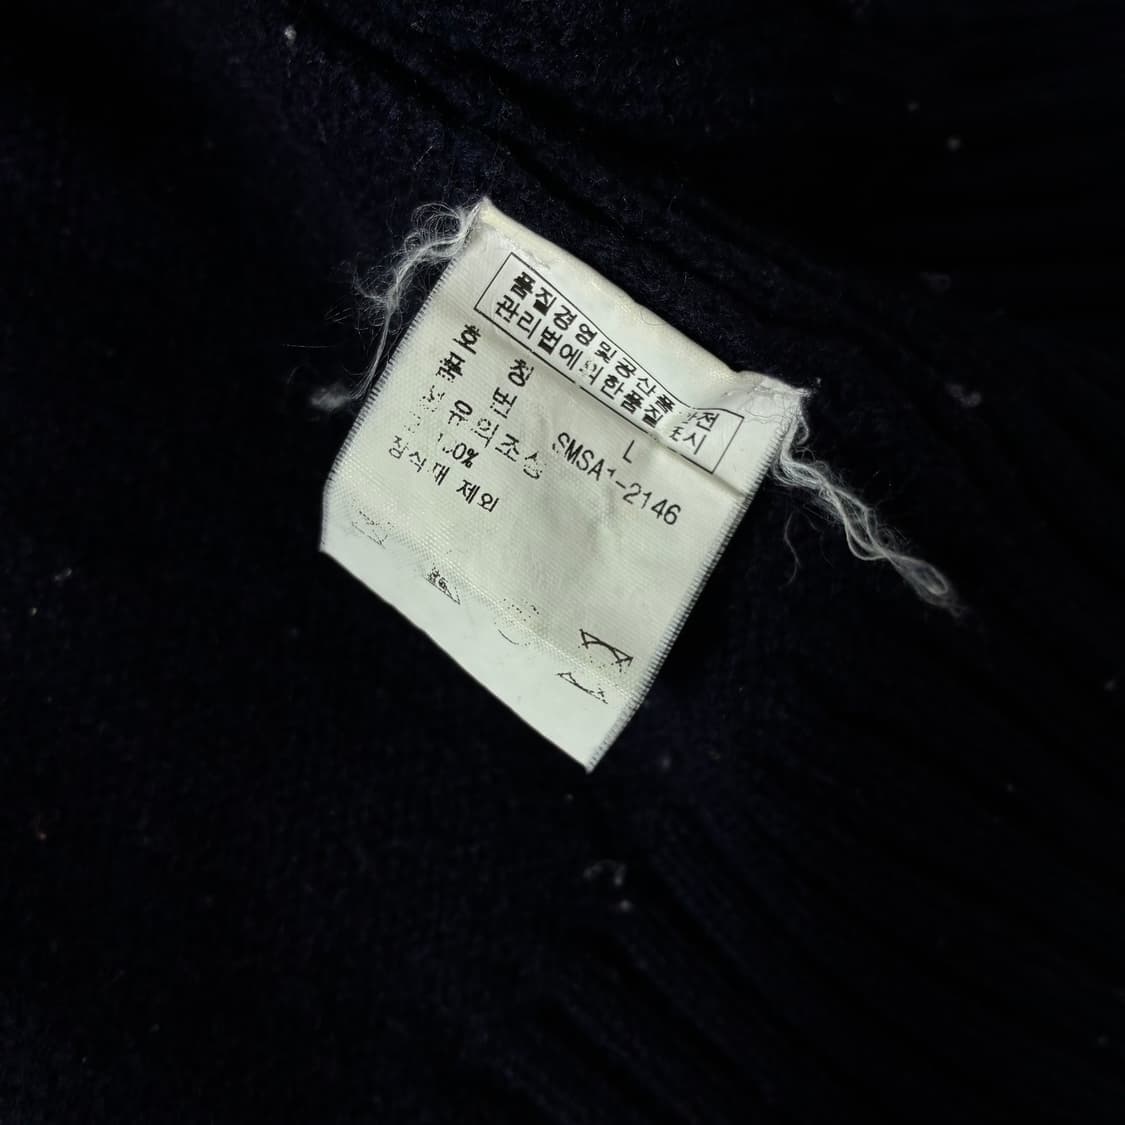 품질경영및공산품안전
관리법에의한품질표시
호 칭 L
품 번 SMSA1-2146
섬유의조성
100%
장식대 제외